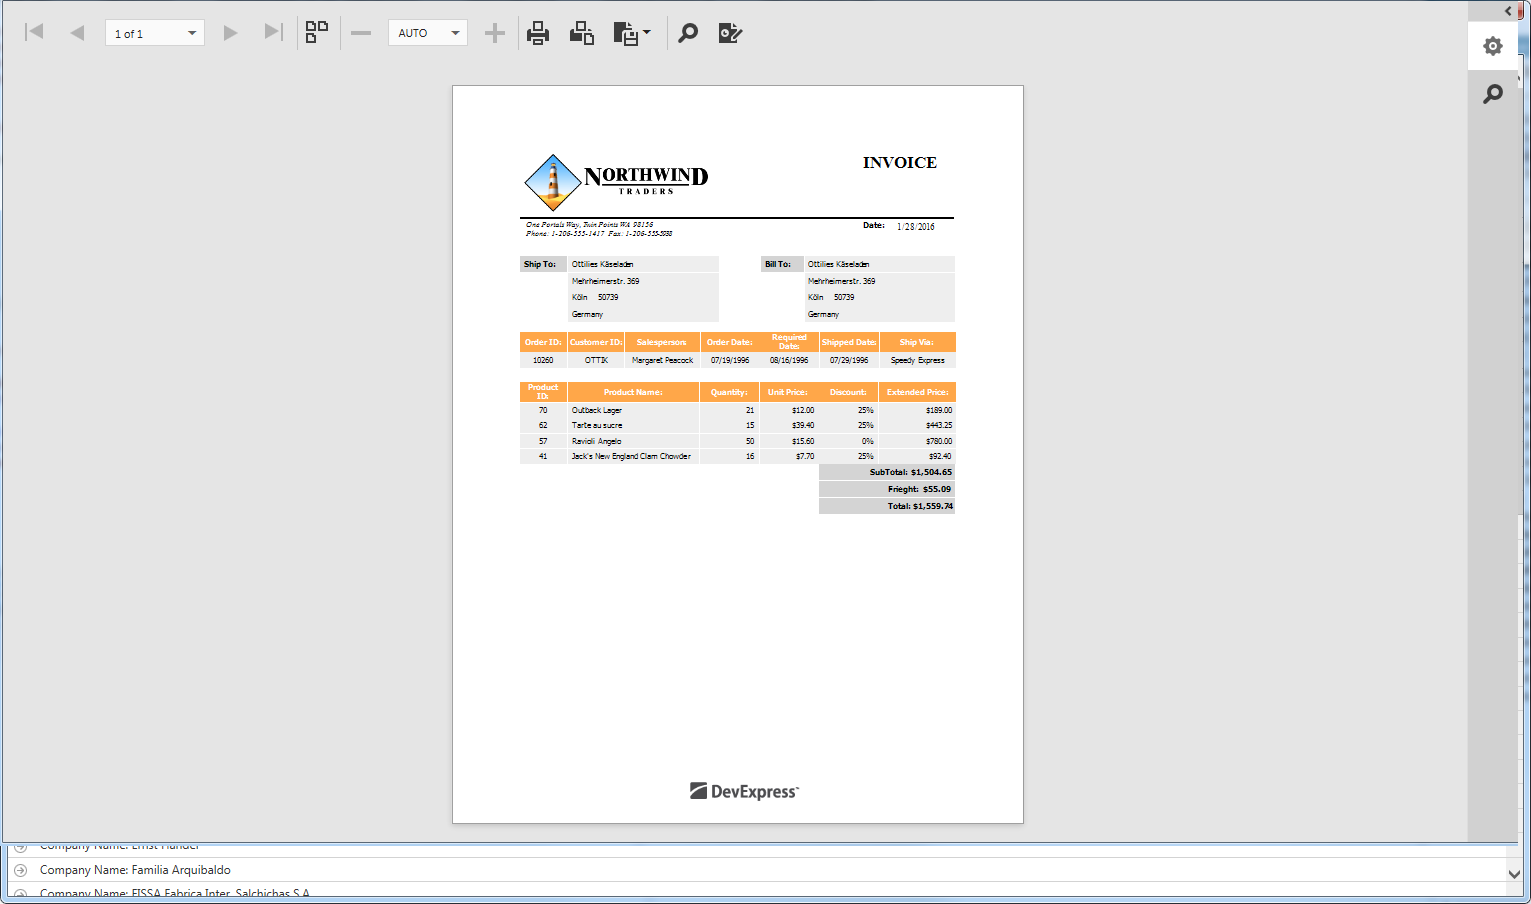 1 of 1
AUTO
NORTHWIND
TRADERS
INVOICE
One Portals Way, Twin Points WA 98156
Phone: 1-206-555-1417 Fax: 1-206-555-5938
Date: 1/28/2016
Ship To: Ottilies Käseladen
Mehrheimerstr. 369
Köln 50739
Germany
Bill To: Ottilies Käseladen
Mehrheimerstr. 369
Köln 50739
Germany
Order ID: Customer ID: Salesperson: Order Date: Required Date: Shipped Date: Ship Via:
10260 OTTIK Margaret Peacock 07/19/1996 08/16/1996 07/29/1996 Speedy Express
Product ID: Product Name: Quantity: Unit Price: Discount: Extended Price:
70 Outback Lager 21 $12.00 25% $189.00
62 Tarte au sucre 15 $39.40 25% $443.25
57 Ravioli Angelo 50 $15.60 0% $780.00
41 Jack's New England Clam Chowder 16 $7.70 25% $92.40
SubTotal: $1,504.65
Frieght: $55.09
Total: $1,559.74
DevExpress
Company Name: Ernst Handel
Company Name: Familia Arquibaldo
Company Name: FISSA Fabrica Inter. Salchichas S.A.